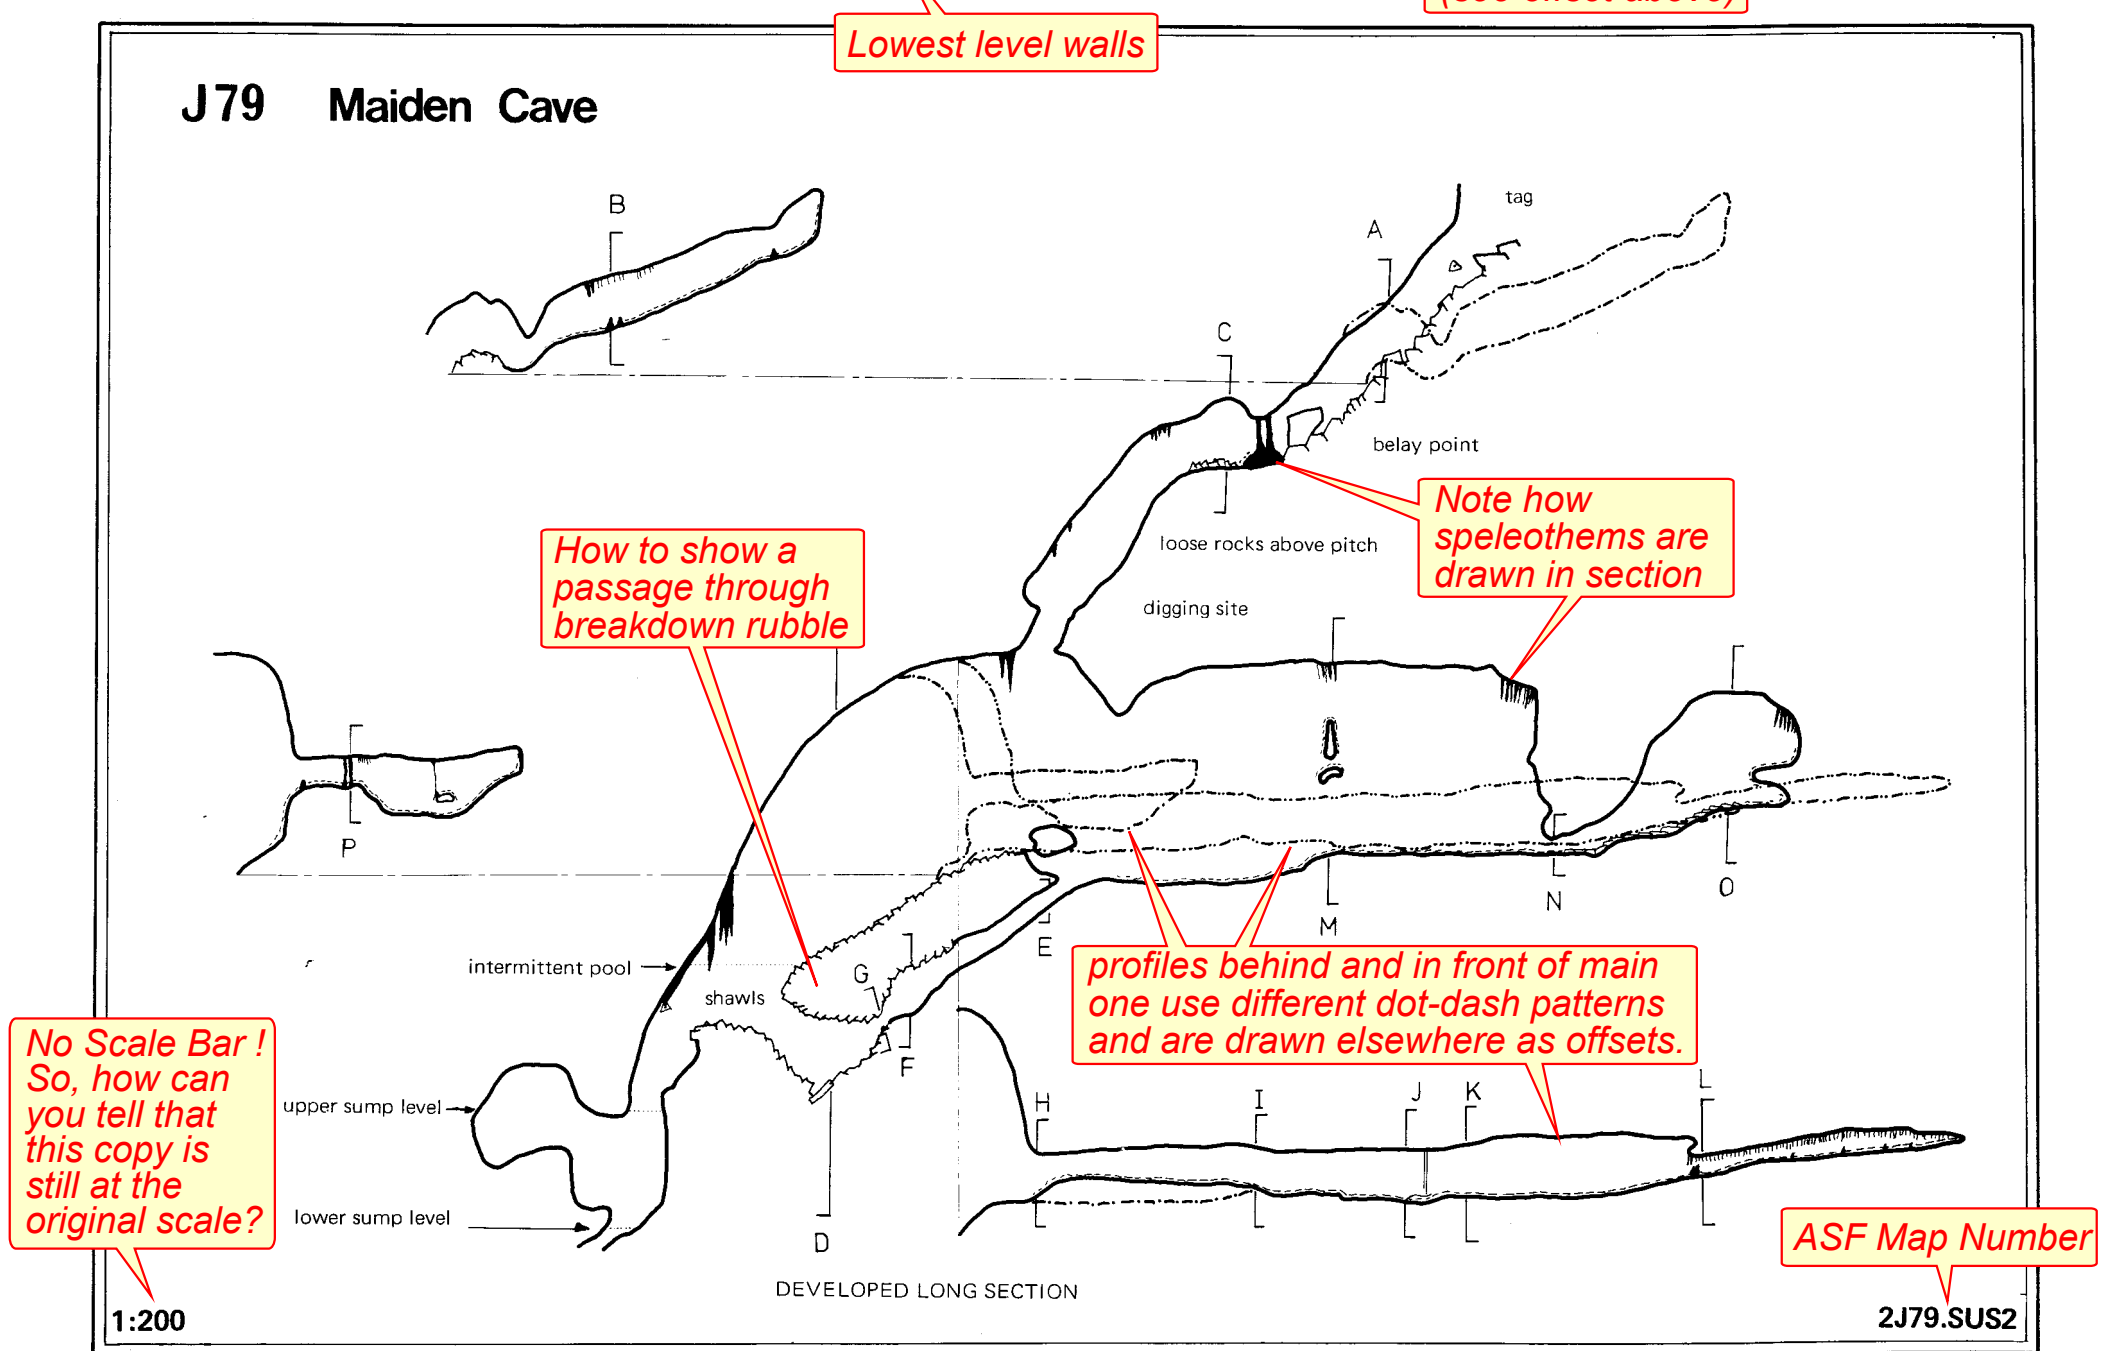 (see offset above)
Lowest level walls
J79 Maiden Cave
B
tag
A
C
belay point
Note how
speleothems are
drawn in section
How to show a
passage through
breakdown rubble
loose rocks above pitch
digging site
P
M
N
O
E
intermittent pool
G
shawls
profiles behind and in front of main
one use different dot-dash patterns
and are drawn elsewhere as offsets.
No Scale Bar !
So, how can
you tell that
this copy is
still at the
original scale?
F
upper sump level
H
I
J
K
L
lower sump level
D
ASF Map Number
DEVELOPED LONG SECTION
1:200
2J79.SUS2